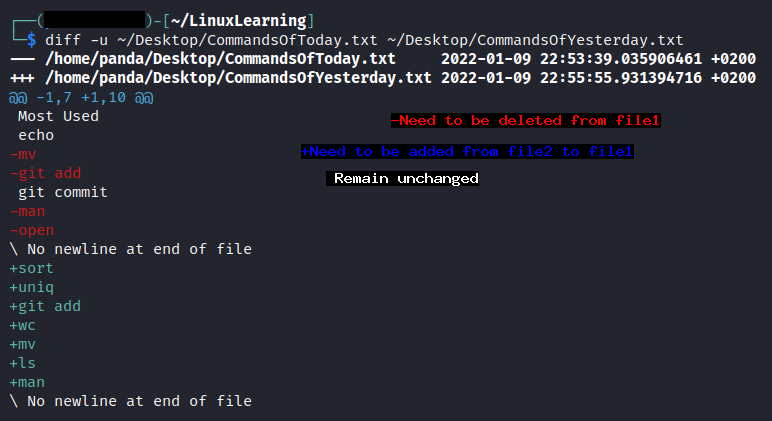 ┌──(            )-[~/LinuxLearning]
└─$ diff -u ~/Desktop/CommandsOfToday.txt ~/Desktop/CommandsOfYesterday.txt
--- /home/panda/Desktop/CommandsOfToday.txt     2022-01-09 22:53:39.035906461 +0200
+++ /home/panda/Desktop/CommandsOfYesterday.txt 2022-01-09 22:55:55.931394716 +0200
@@ -1,7 +1,10 @@
 Most Used
-Need to be deleted from file1
 echo
-mv
+Need to be added from file2 to file1
-git add
 Remain unchanged
 git commit
-man
-open
\ No newline at end of file
+sort
+uniq
+git add
+wc
+mv
+ls
+man
\ No newline at end of file